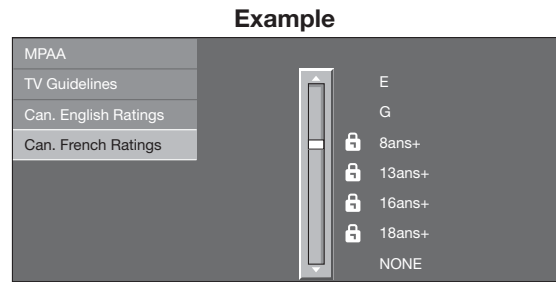 Example
MPAA
TV Guidelines
Can. English Ratings
Can. French Ratings
E
G
8ans+
13ans+
16ans+
18ans+
NONE